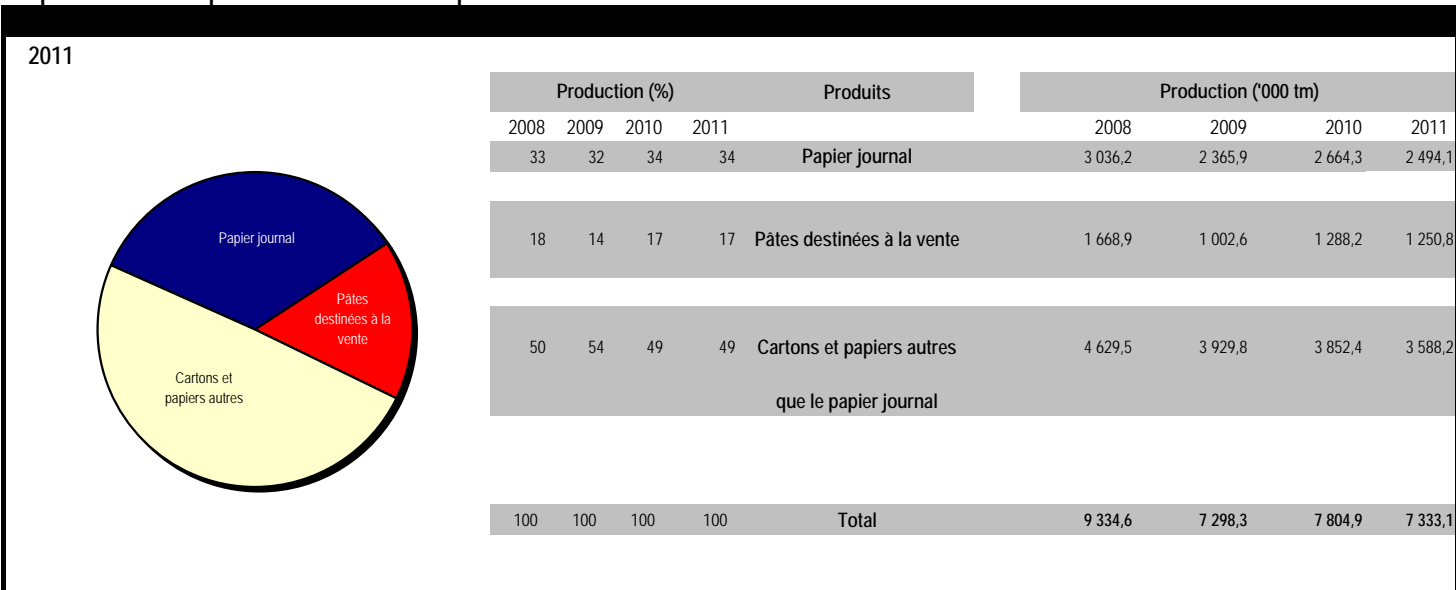 2011
Production (%) Produits Production ('000 tm)
2008 2009 2010 2011 2008 2009 2010 2011
33 32 34 34 Papier journal 3 036,2 2 365,9 2 664,3 2 494,1
18 14 17 17 Pâtes destinées à la vente 1 668,9 1 002,6 1 288,2 1 250,8
50 54 49 49 Cartons et papiers autres 4 629,5 3 929,8 3 852,4 3 588,2
que le papier journal
100 100 100 100 Total 9 334,6 7 298,3 7 804,9 7 333,1
Papier journal
Pâtes
destinées à la
vente
Cartons et
papiers autres